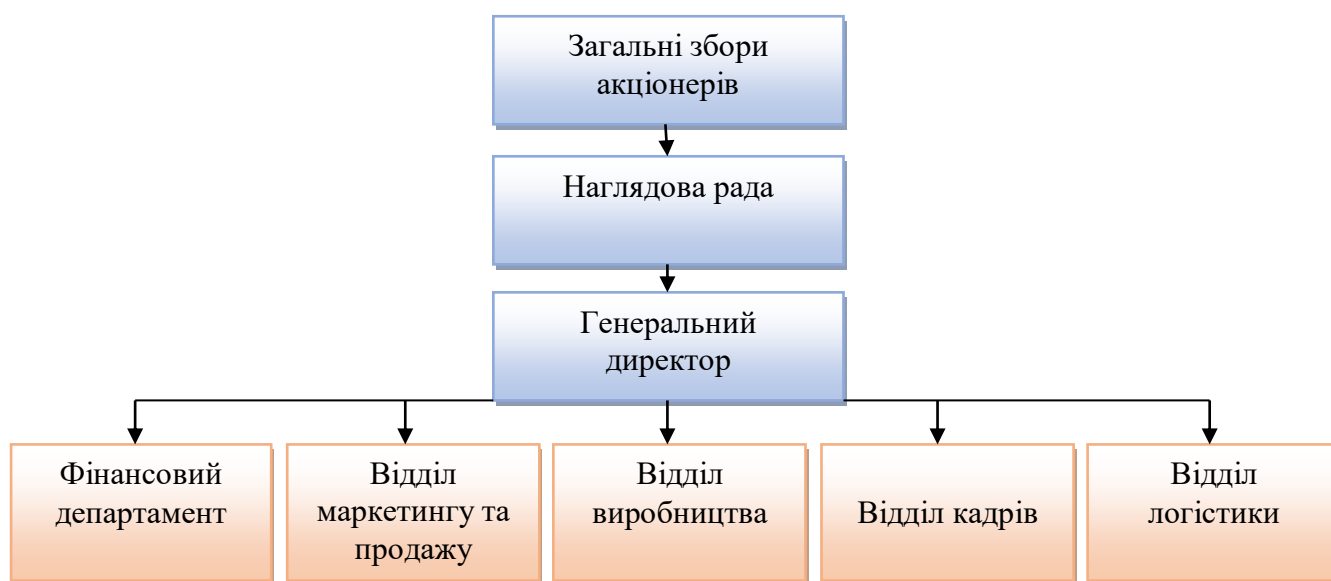 Загальні збори
акціонерів
Наглядова рада
Генеральний
директор
Фінансовий
департамент
Відділ
маркетингу та
продажу
Відділ
виробництва
Відділ кадрів
Відділ
логістики